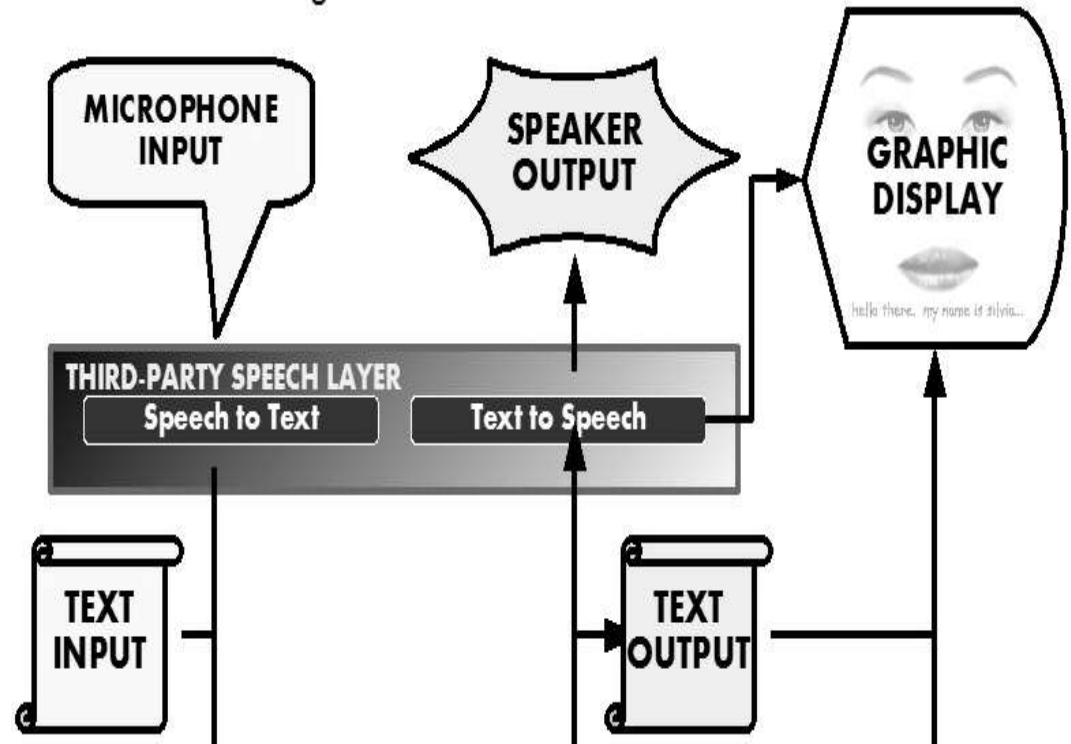 MICROPHONE
INPUT
SPEAKER
OUTPUT
GRAPHIC
DISPLAY
hello there, my name is silvia...
THIRD-PARTY SPEECH LAYER
Speech to Text
Text to Speech
TEXT
INPUT
TEXT
OUTPUT